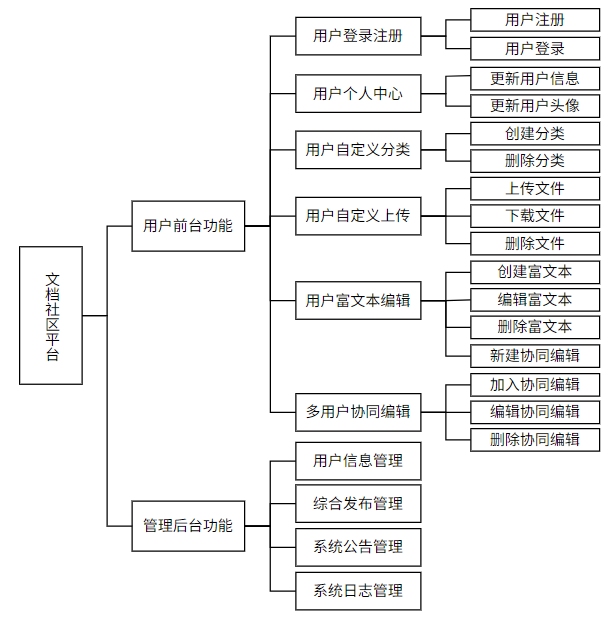 文档社区平台
用户前台功能
用户登录注册
用户注册
用户登录
用户个人中心
更新用户信息
更新用户头像
用户自定义分类
创建分类
删除分类
用户自定义上传
上传文件
下载文件
删除文件
用户富文本编辑
创建富文本
编辑富文本
删除富文本
新建协同编辑
多用户协同编辑
加入协同编辑
编辑协同编辑
删除协同编辑
管理后台功能
用户信息管理
综合发布管理
系统公告管理
系统日志管理